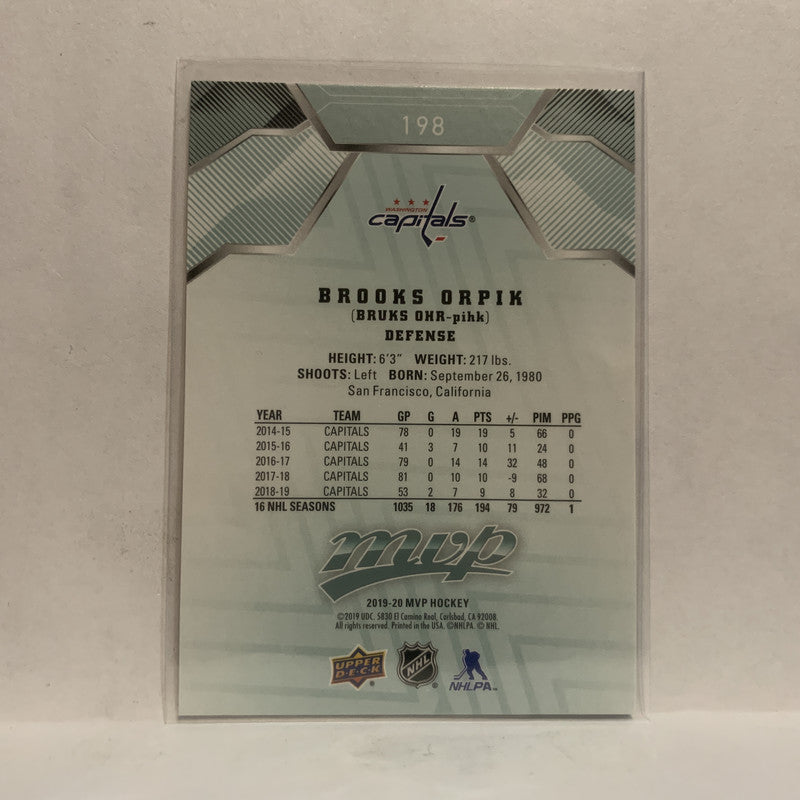 198
WASHINGTON
capitals®
BROOKS ORPIK
(BRUKS OHR-pihk)
DEFENSE
HEIGHT: 6'3" WEIGHT: 217 lbs.
SHOOTS: Left BORN: September 26, 1980
San Francisco, California
YEAR TEAM GP G A PTS +/- PIM PPG
2014-15 CAPITALS 78 0 19 19 5 66 0
2015-16 CAPITALS 41 3 7 10 11 24 0
2016-17 CAPITALS 79 0 14 14 32 48 0
2017-18 CAPITALS 81 0 10 10 -9 68 0
2018-19 CAPITALS 53 2 7 9 8 32 0
16 NHL SEASONS 1035 18 176 194 79 972 1
mvp
2019-20 MVP HOCKEY
©2019 UDC. 5830 El Camino Real, Carlsbad, CA 92008.
All rights reserved. Printed in the USA. ©NHLPA. © NHL.
UPPER DECK® NHL® NHLPA™